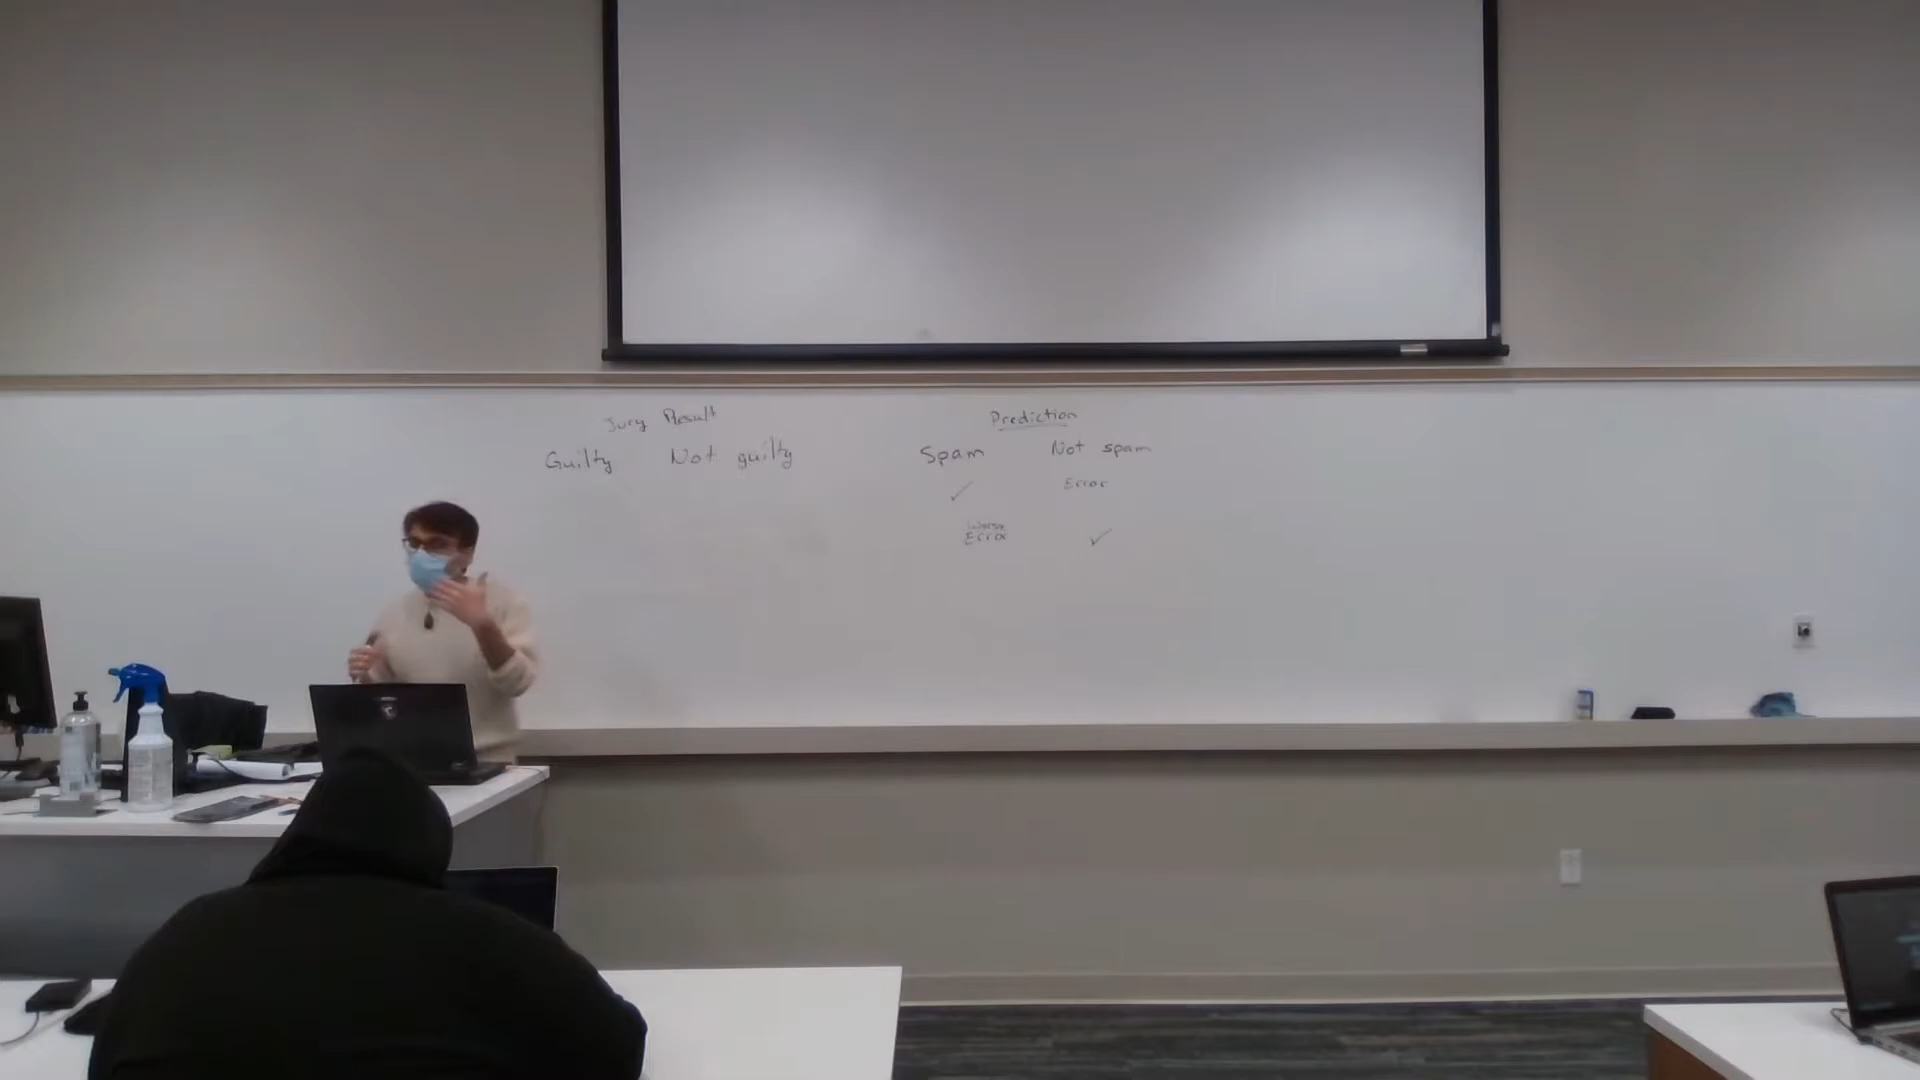 Jury Result
Guilty Not guilty
Prediction
Spam Not spam
✓ Error
Worse
Error ✓